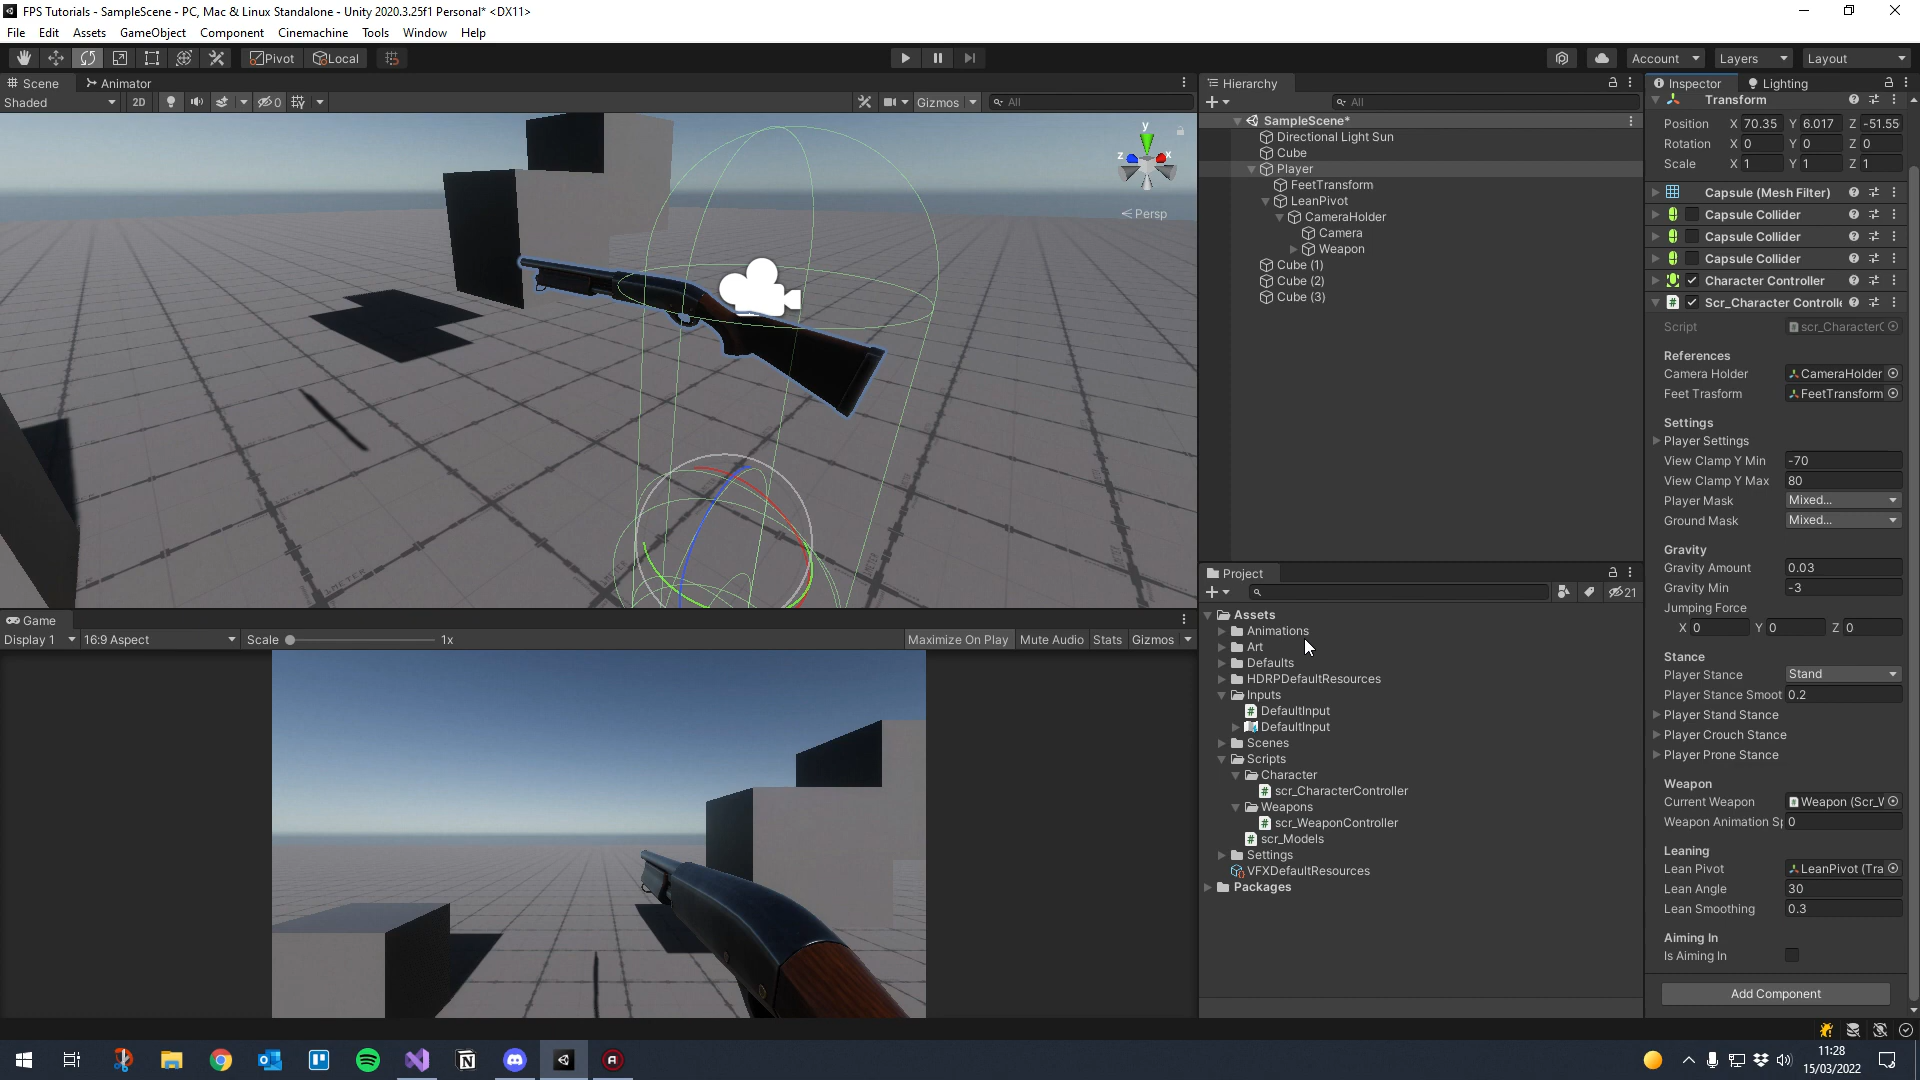 FPS Tutorials - SampleScene - PC, Mac & Linux Standalone - Unity 2020.3.25f1 Personal* <DX11>
File Edit Assets GameObject Component Cinemachine Tools Window Help
Pivot Local Account Layers Layout
Scene Animator
Shaded 2D 0 Gizmos All
y
z x
Persp
Hierarchy
All
SampleScene*
Directional Light Sun
Cube
Player
FeetTransform
LeanPivot
CameraHolder
Camera
Weapon
Cube (1)
Cube (2)
Cube (3)
Game
Display 1 16:9 Aspect Scale 1x Maximize On Play Mute Audio Stats Gizmos
Project
21
Assets
Animations
Art
Defaults
HDRPDefaultResources
Inputs
DefaultInput
DefaultInput
Scenes
Scripts
Character
scr_CharacterController
Weapons
scr_WeaponController
scr_Models
Settings
VFXDefaultResources
Packages
Inspector Lighting
Transform
Position X 70.35 Y 6.017 Z -51.55
Rotation X 0 Y 0 Z 0
Scale X 1 Y 1 Z 1
Capsule (Mesh Filter)
Capsule Collider
Capsule Collider
Capsule Collider
Character Controller
Scr_Character Controlle
Script scr_CharacterC
References
Camera Holder CameraHolder
Feet Trasform FeetTransform
Settings
Player Settings
View Clamp Y Min -70
View Clamp Y Max 80
Player Mask Mixed...
Ground Mask Mixed...
Gravity
Gravity Amount 0.03
Gravity Min -3
Jumping Force
X 0 Y 0 Z 0
Stance
Player Stance Stand
Player Stance Smoot 0.2
Player Stand Stance
Player Crouch Stance
Player Prone Stance
Weapon
Current Weapon Weapon (Scr_W
Weapon Animation Sp 0
Leaning
Lean Pivot LeanPivot (Tra
Lean Angle 30
Lean Smoothing 0.3
Aiming In
Is Aiming In
Add Component
11:28
15/03/2022